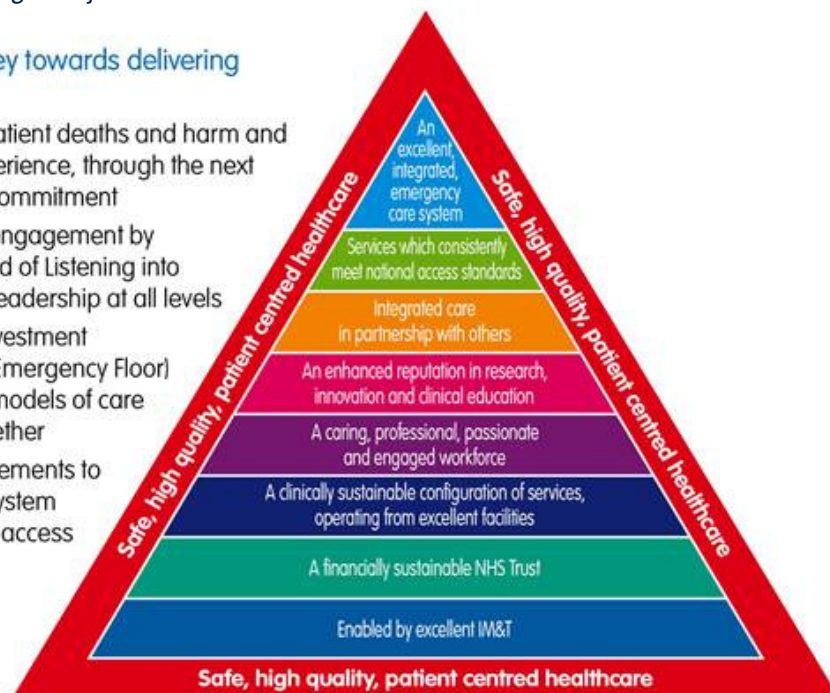 ey towards delivering
atient deaths and harm and
erience, through the next
ommitment
ngagement by
d of Listening into
eadership at all levels
vestment
Emergency Floor)
models of care
ether
ements to
ystem
access
An
excellent,
integrated,
emergency
care system
Services which consistently
meet national access standards
Integrated care
in partnership with others
An enhanced reputation in research,
innovation and clinical education
A caring, professional, passionate
and engaged workforce
A clinically sustainable configuration of services,
operating from excellent facilities
A financially sustainable NHS Trust
Enabled by excellent IM&T
Safe, high quality, patient centred healthcare
Safe, high quality, patient centred healthcare
Safe, high quality, patient centred healthcare